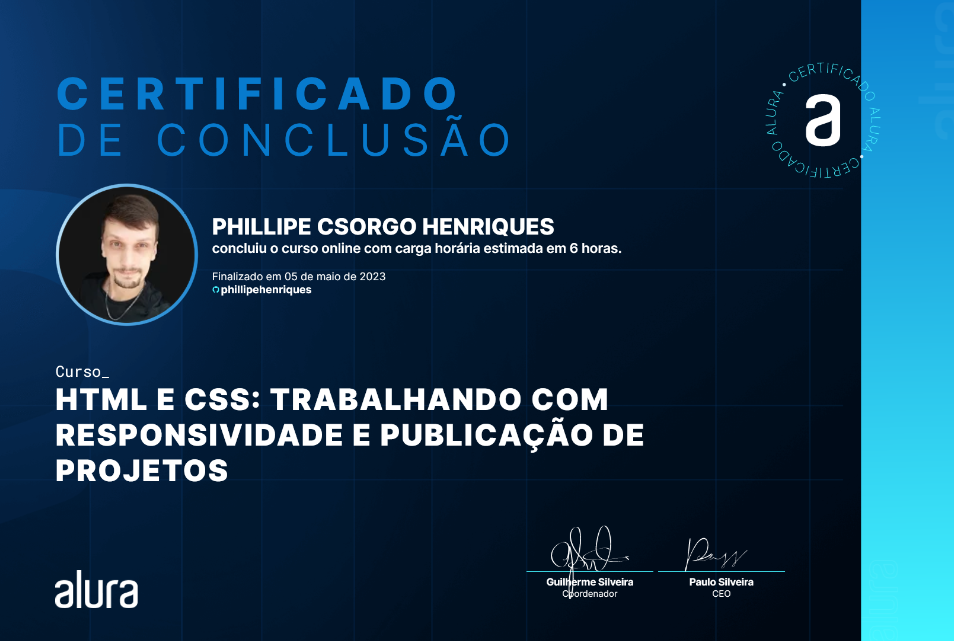 CERTIFICADO
DE CONCLUSÃO
CERTIFICADO ALURA • CERTIFICADO ALURA •
a
PHILLIPE CSORGO HENRIQUES
concluiu o curso online com carga horária estimada em 6 horas.
Finalizado em 05 de maio de 2023
phillipehenriques
Curso_
HTML E CSS: TRABALHANDO COM
RESPONSIVIDADE E PUBLICAÇÃO DE
PROJETOS
Guilherme Silveira
Coordenador
Paulo Silveira
CEO
alura
alura